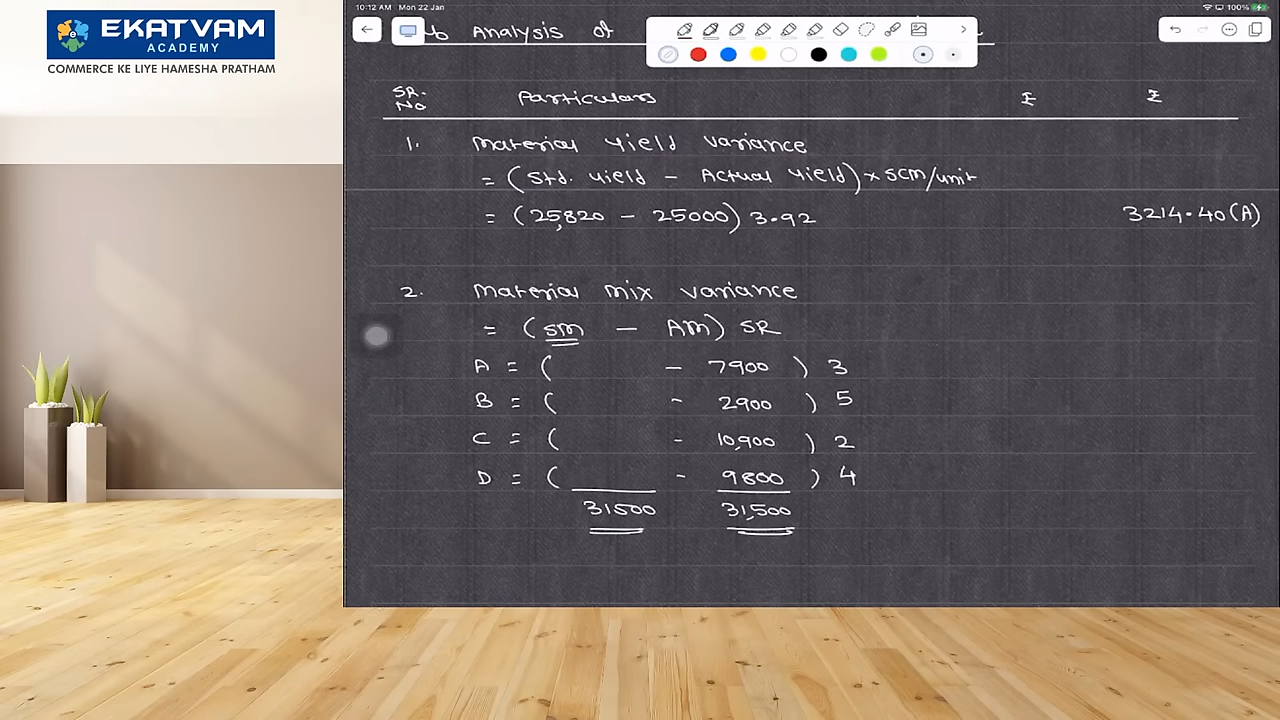 EKATVAM
ACADEMY
COMMERCE KE LIYE HAMESHA PRATHAM
10:12 AM Mon 22 Jan
100%
Analysis of
SR. No Particulars ₹ ₹
1. Material yield variance
= (Std. yield - Actual yield) × SCM/unit
= (25,820 - 25000) 3.92 3214.40 (A)
2. Material mix variance
= (SM - AM) SR
A = ( - 7900 ) 3
B = ( - 2900 ) 5
C = ( - 10,900 ) 2
D = ( - 9800 ) 4
31500 31,500